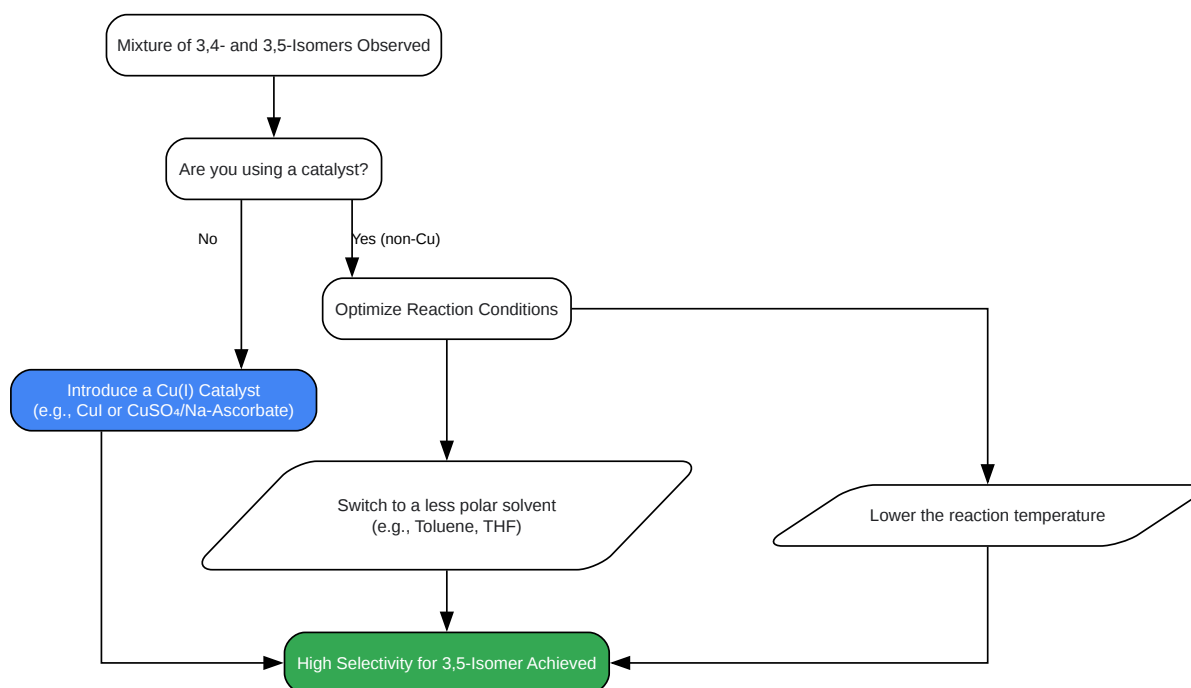 Mixture of 3,4- and 3,5-Isomers Observed
Are you using a catalyst?
No
Yes (non-Cu)
Optimize Reaction Conditions
Introduce a Cu(I) Catalyst
(e.g., CuI or CuSO₄/Na-Ascorbate)
Switch to a less polar solvent
(e.g., Toluene, THF)
Lower the reaction temperature
High Selectivity for 3,5-Isomer Achieved